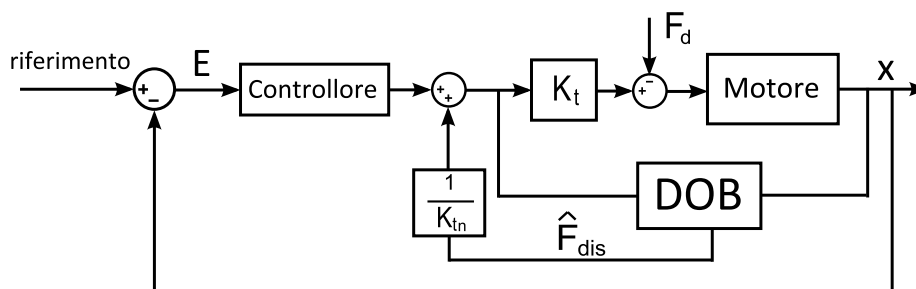 riferimento
+
−
E
Controllore
+
+
K_t
F_d
−
+
Motore
x
DOB
1
K_tn
F̂_dis